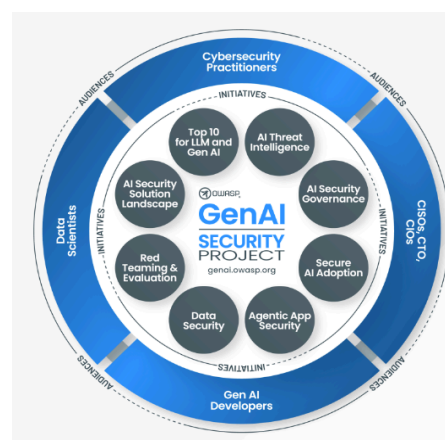 Cybersecurity
Practitioners
AUDIENCES
AUDIENCES
INITIATIVES
Top 10
for LLM and
Gen AI
AI Threat
Intelligence
AI Security
Solution
Landscape
OWASP
GenAI
SECURITY
PROJECT
genai.owasp.org
AI Security
Governance
Data
Scientists
INITIATIVES
INITIATIVES
CISOs, CTO,
CIOs
Red
Teaming &
Evaluation
Secure
AI Adoption
Data
Security
Agentic App
Security
INITIATIVES
AUDIENCES
AUDIENCES
Gen AI
Developers